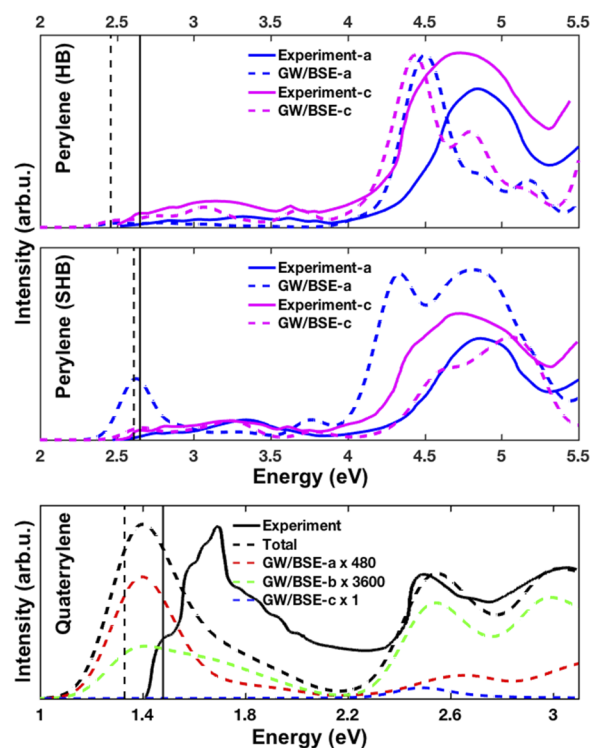 2 2.5 3 3.5 4 4.5 5 5.5
Perylene (HB)
Experiment-a
GW/BSE-a
Experiment-c
GW/BSE-c
Intensity (arb.u.)
Perylene (SHB)
Experiment-a
GW/BSE-a
Experiment-c
GW/BSE-c
2 2.5 3 3.5 4 4.5 5 5.5
Energy (eV)
Intensity (arb.u.)
Quaterrylene
Experiment
Total
GW/BSE-a x 480
GW/BSE-b x 3600
GW/BSE-c x 1
1 1.4 1.8 2.2 2.6 3
Energy (eV)